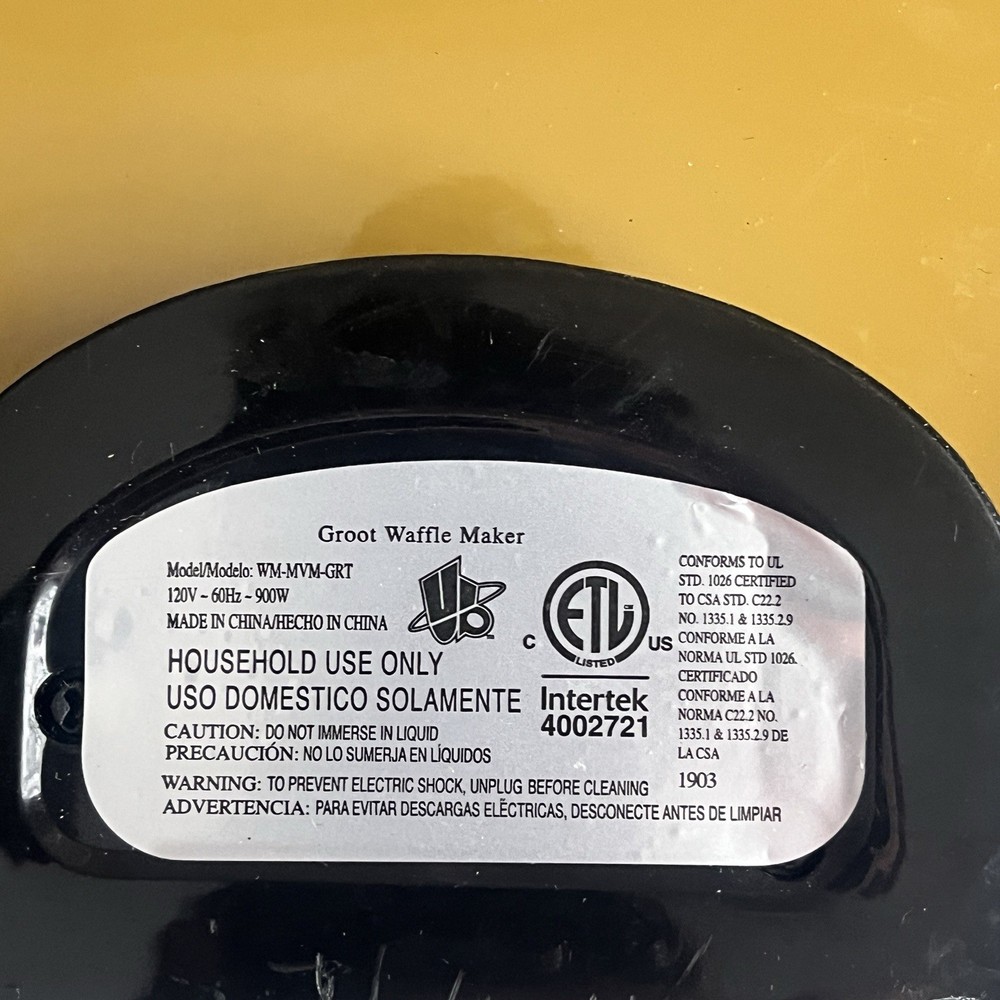 Groot Waffle Maker
Model/Modelo: WM-MVM-GRT
120V ~ 60Hz ~ 900W
MADE IN CHINA/HECHO IN CHINA
HOUSEHOLD USE ONLY
USO DOMESTICO SOLAMENTE
CAUTION: DO NOT IMMERSE IN LIQUID
PRECAUCIÓN: NO LO SUMERJA EN LÍQUIDOS
WARNING: TO PREVENT ELECTRIC SHOCK, UNPLUG BEFORE CLEANING
ADVERTENCIA: PARA EVITAR DESCARGAS ELÉCTRICAS, DESCONECTE ANTES DE LIMPIAR
UB
C ETL US
LISTED
Intertek
4002721
CONFORMS TO UL
STD. 1026 CERTIFIED
TO CSA STD. C22.2
NO. 1335.1 & 1335.2.9
CONFORME A LA
NORMA UL STD 1026.
CERTIFICADO
CONFORME A LA
NORMA C22.2 NO.
1335.1 & 1335.2.9 DE
LA CSA
1903